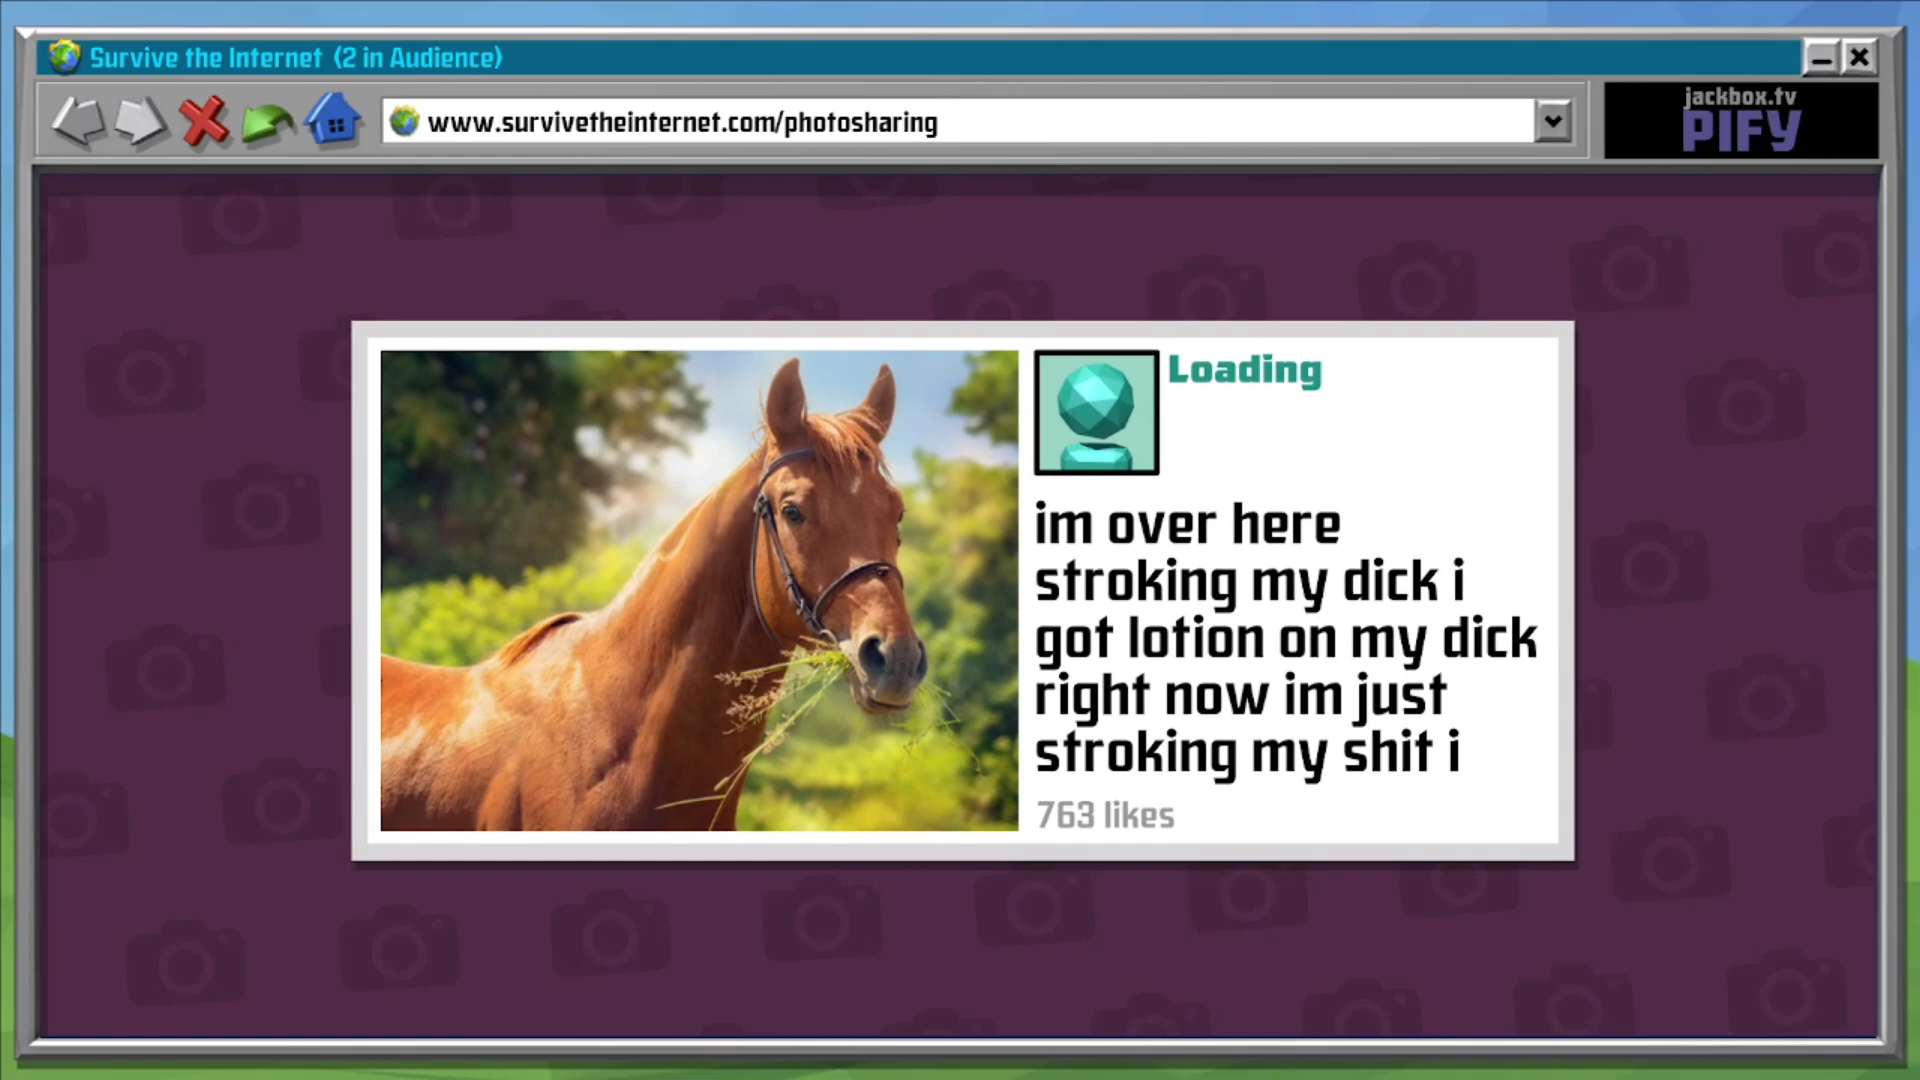 Survive the Internet (2 in Audience)
www.survivetheinternet.com/photosharing
jackbox.tv
PIFY
Loading
im over here
stroking my dick i
got lotion on my dick
right now im just
stroking my shit i
763 likes